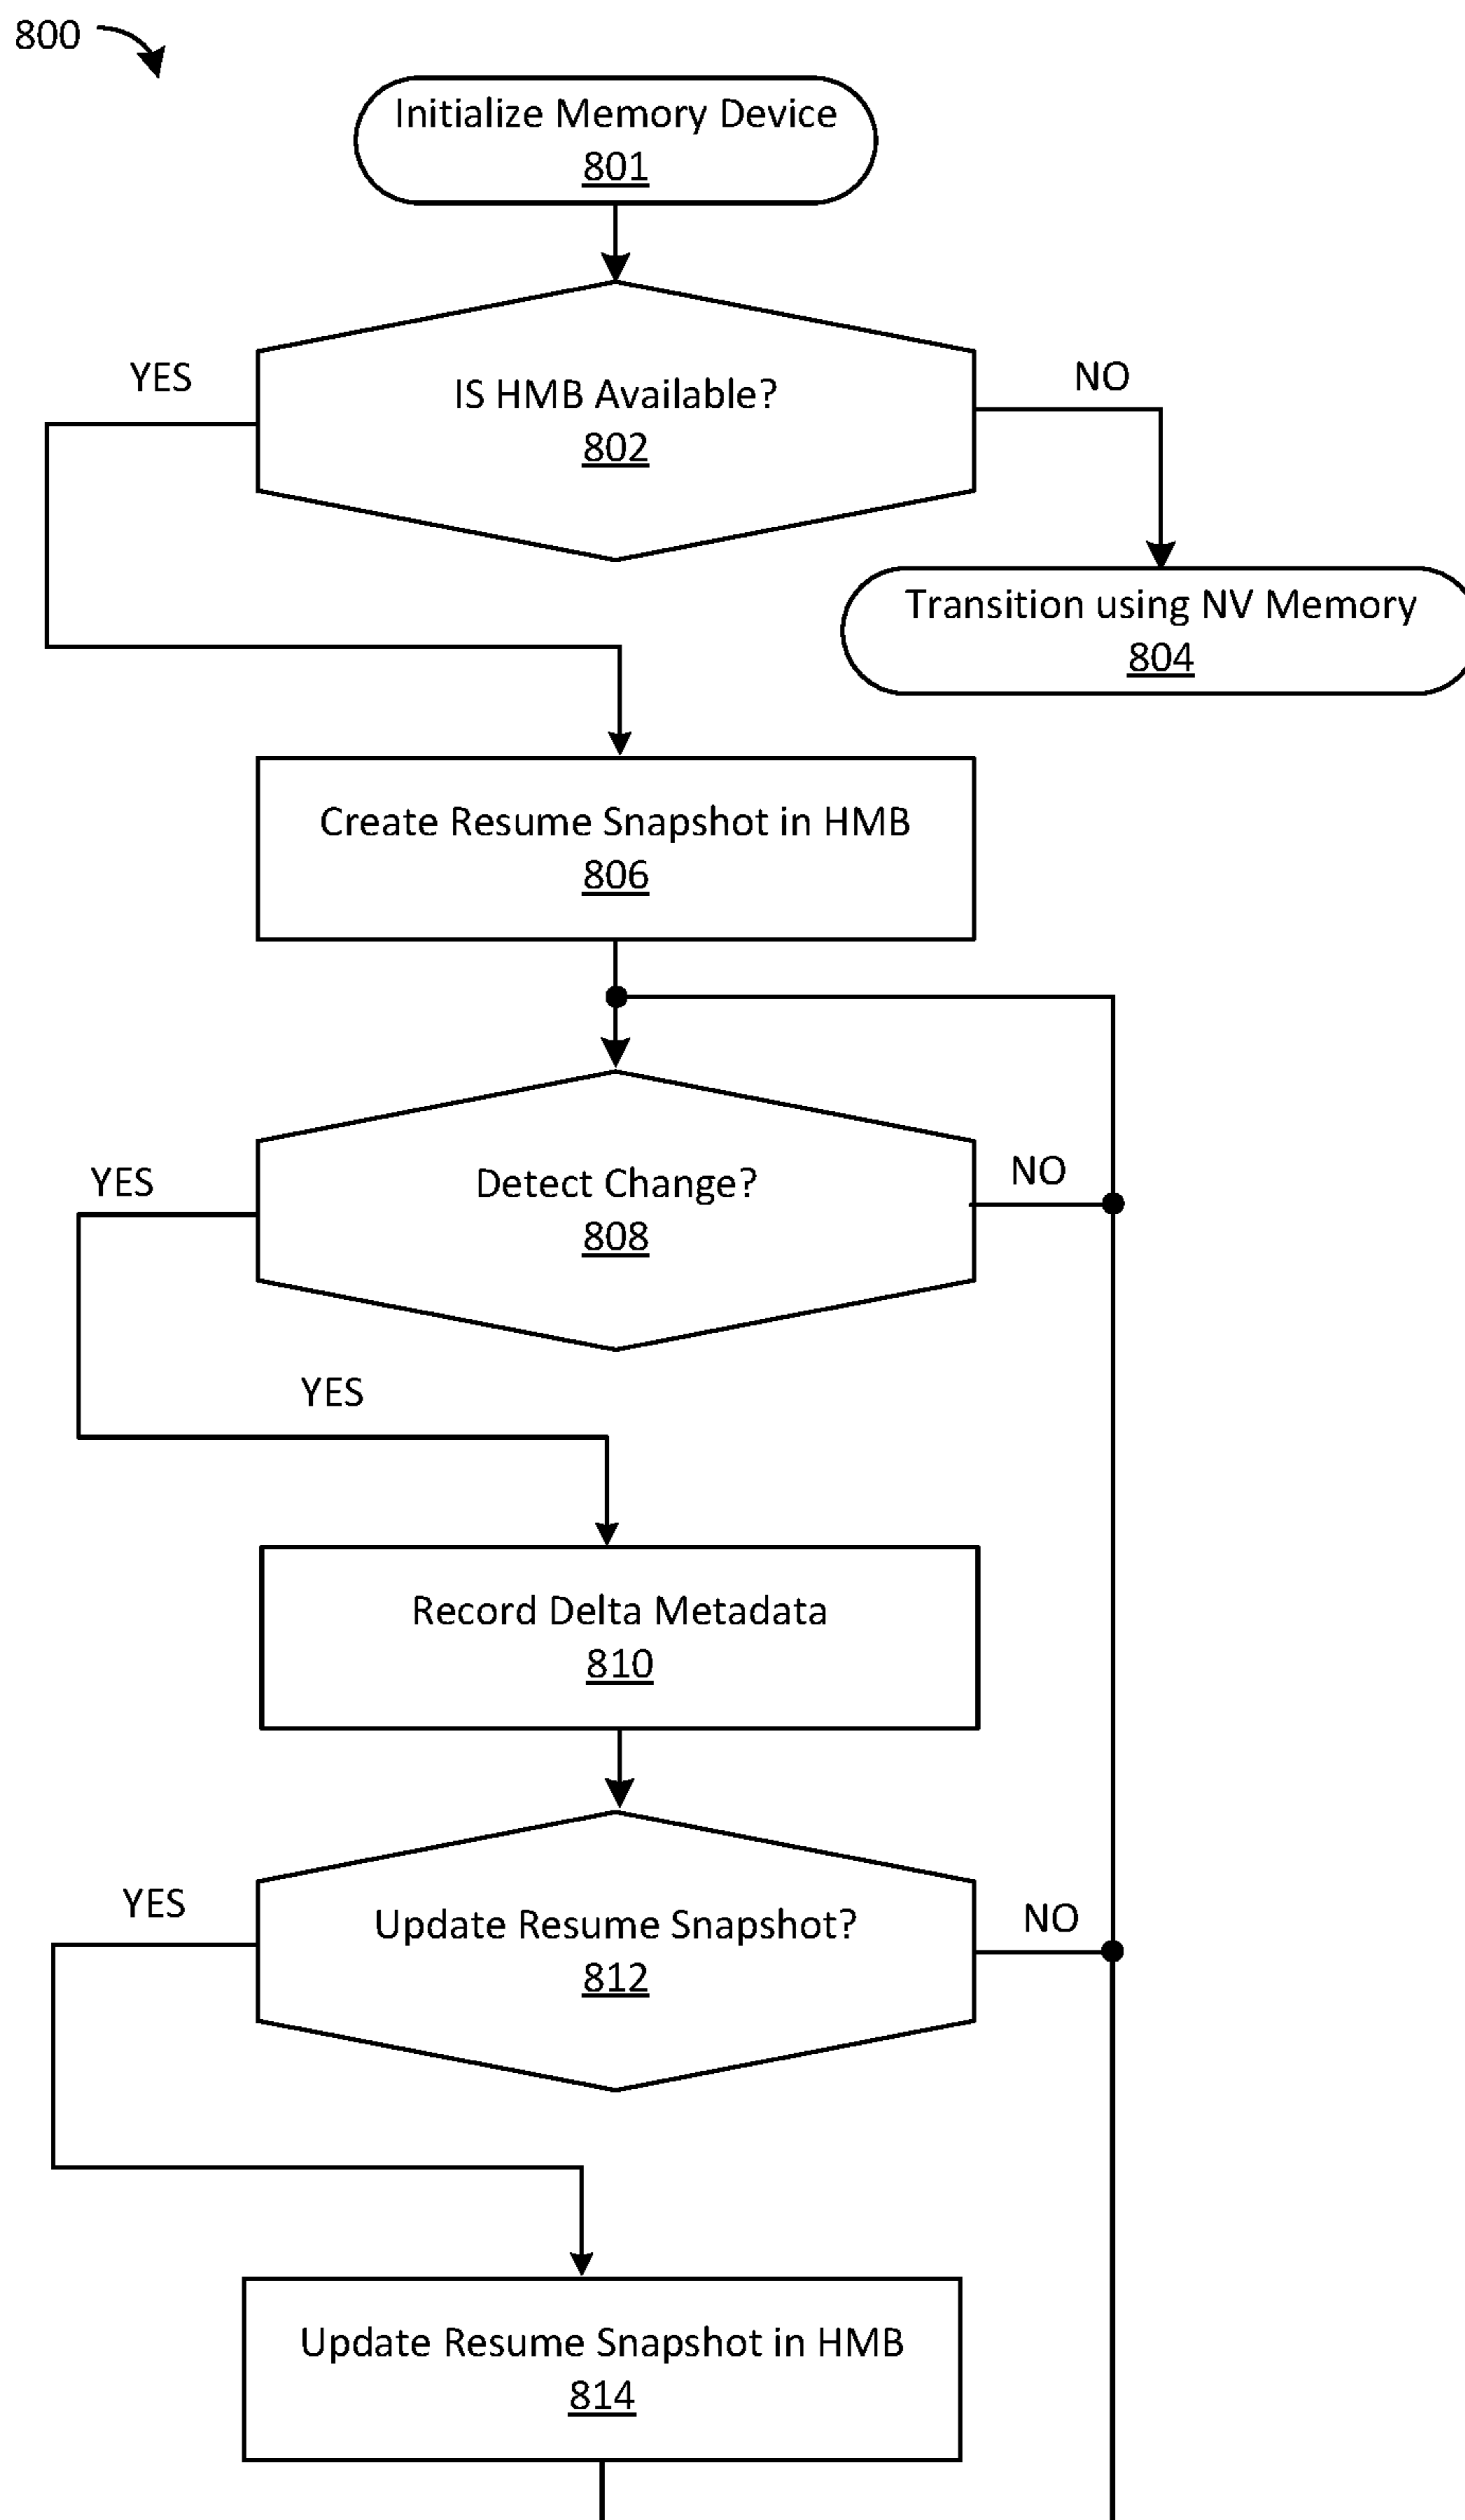 800
Initialize Memory Device
801
YES
NO
IS HMB Available?
802
Transition using NV Memory
804
Create Resume Snapshot in HMB
806
YES
NO
Detect Change?
808
YES
Record Delta Metadata
810
YES
NO
Update Resume Snapshot?
812
Update Resume Snapshot in HMB
814